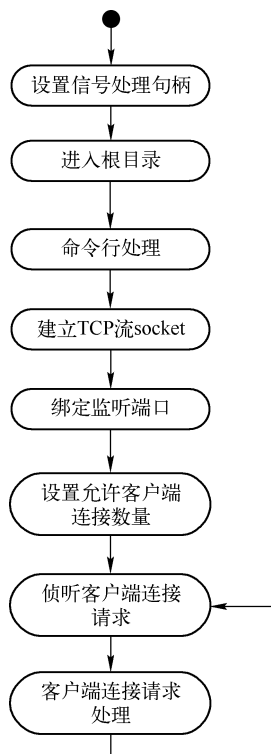 设置信号处理句柄
进入根目录
命令行处理
建立TCP流socket
绑定监听端口
设置允许客户端
连接数量
侦听客户端连接
请求
客户端连接请求
处理